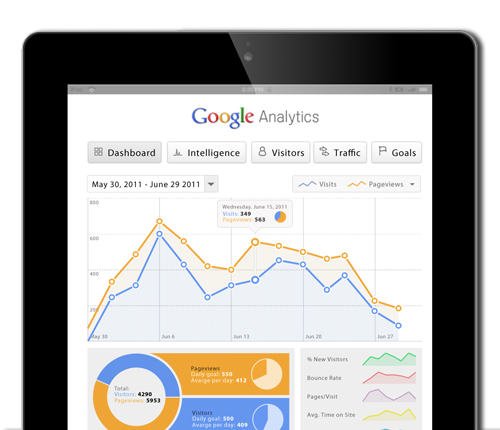 Google Analytics
Dashboard Intelligence Visitors Traffic Goals
May 30, 2011 - June 29 2011 Visits Pageviews
800
Wednesday, June 15, 2011
Visits: 349
Pageviews: 563
600
400
200
May 30 Jun 6 Jun 13 Jun 20 Jun 27
Total:
Visitors: 4290
Pageviews: 5953
Pageviews
Daily goal: 550
Avarge per day: 412
Visitors
Daily goal: 500
Avarge per day: 409
% New Visitors
Bounce Rate
Pages/Visit
Avg. Time on Site